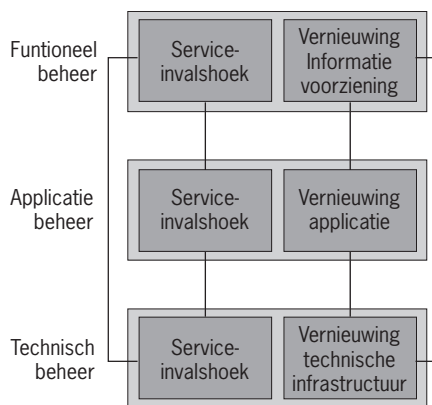 Funtioneel
beheer
Service-
invalshoek
Vernieuwing
Informatie
voorziening
Applicatie
beheer
Service-
invalshoek
Vernieuwing
applicatie
Technisch
beheer
Service-
invalshoek
Vernieuwing
technische
infrastructuur